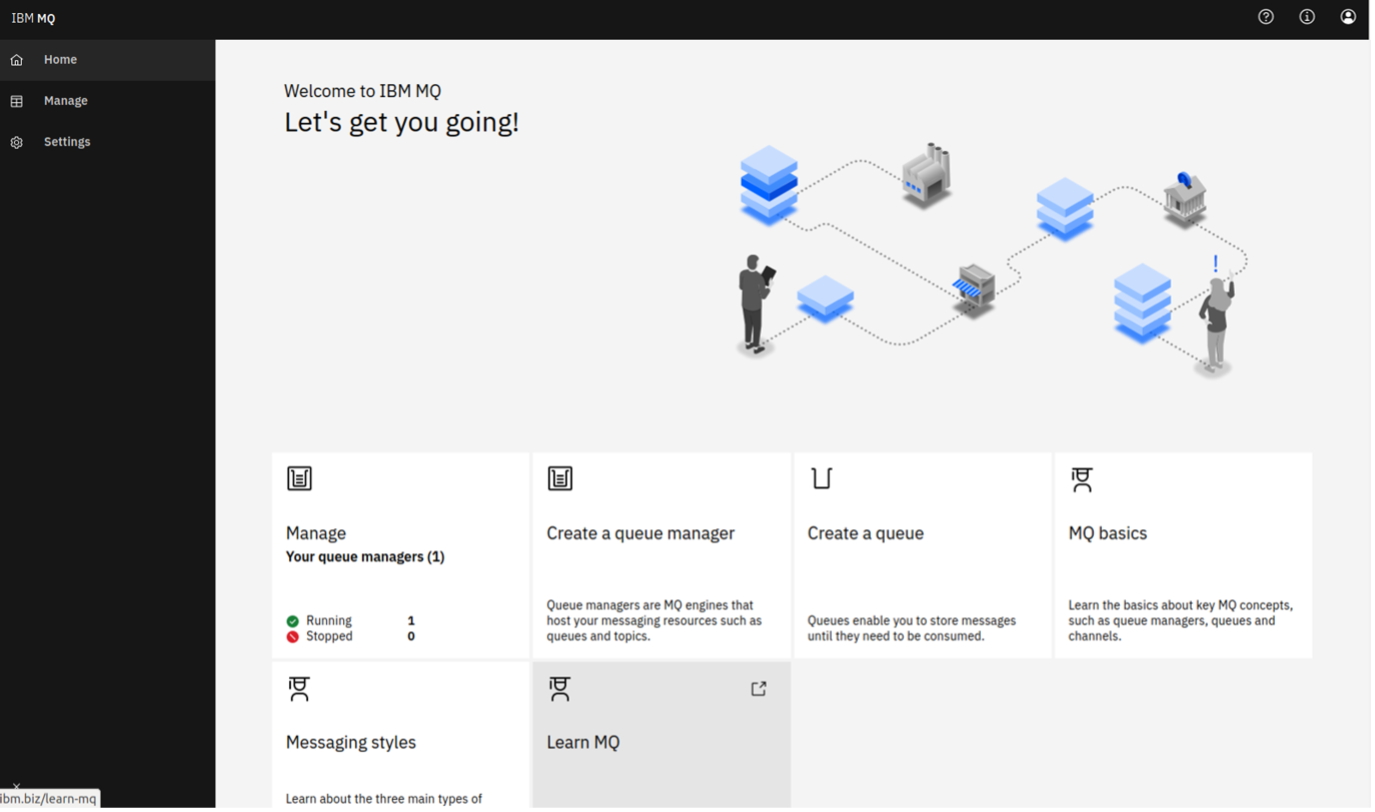 IBM MQ
Home
Manage
Settings
Welcome to IBM MQ
Let's get you going!
!
Manage
Your queue managers (1)
Running 1
Stopped 0
Create a queue manager
Queue managers are MQ engines that
host your messaging resources such as
queues and topics.
Create a queue
Queues enable you to store messages
until they need to be consumed.
MQ basics
Learn the basics about key MQ concepts,
such as queue managers, queues and
channels.
Messaging styles
Learn about the three main types of
Learn MQ
ibm.biz/learn-mq